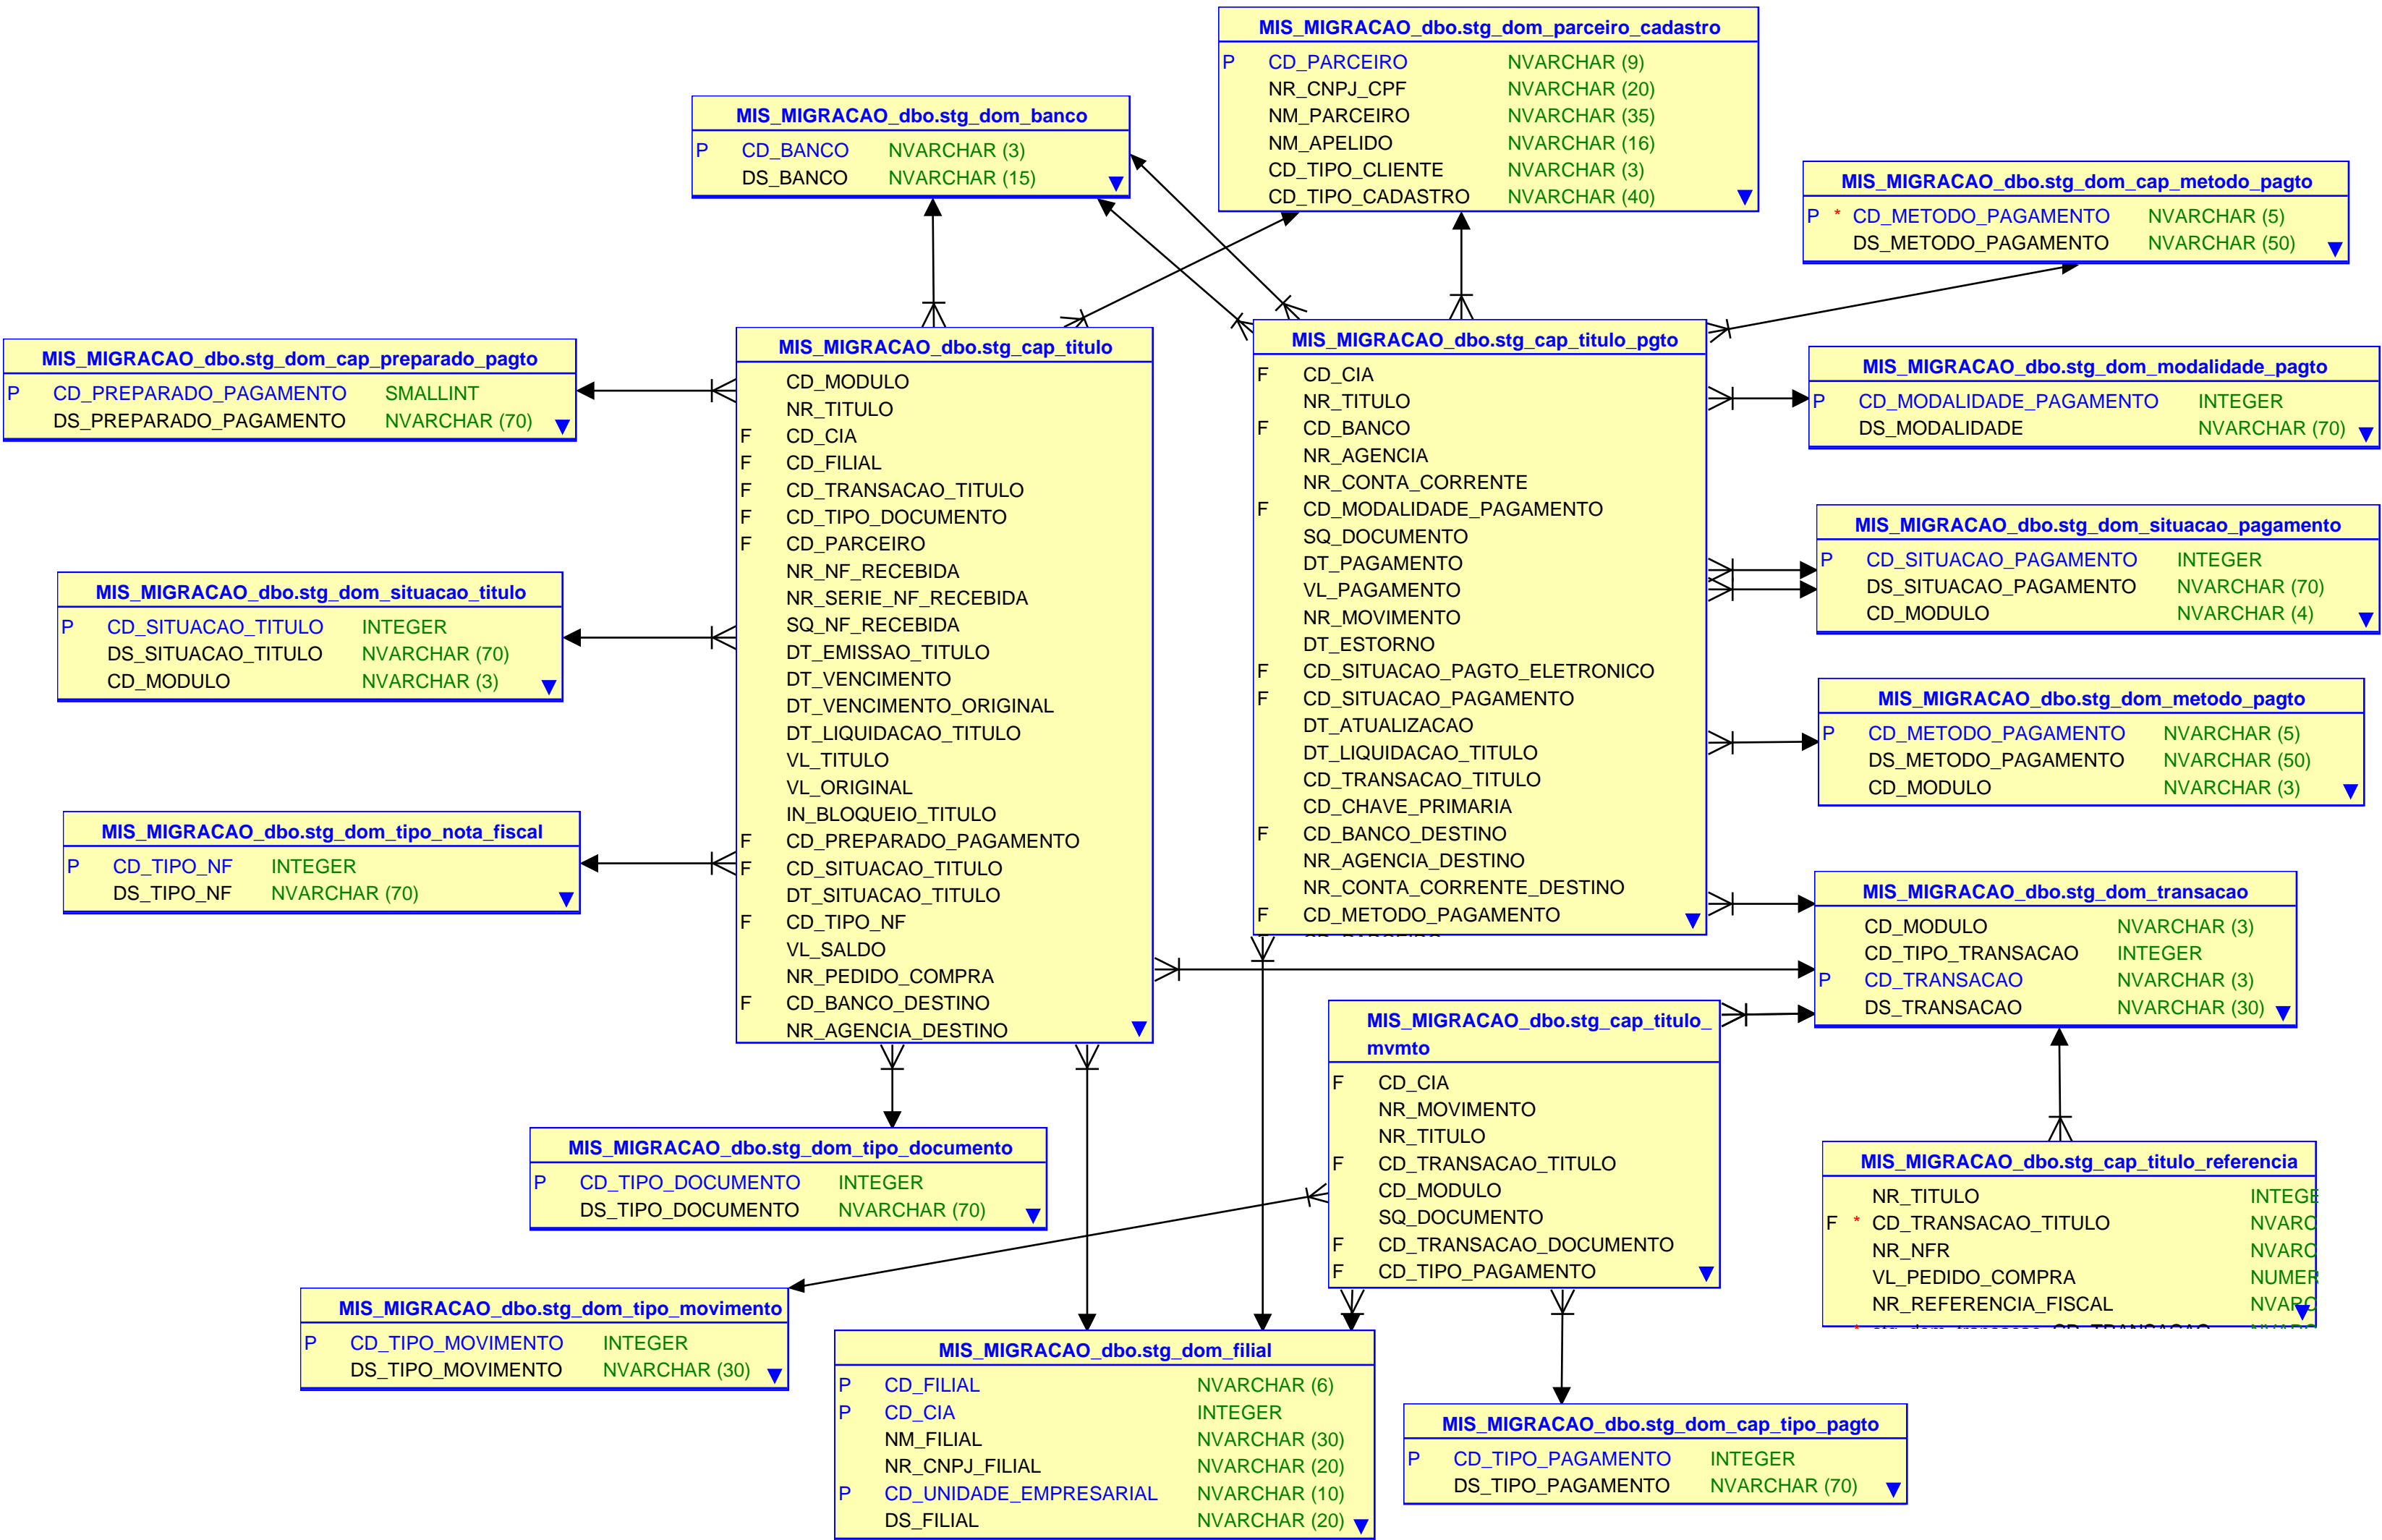 MIS_MIGRACAO_dbo.stg_dom_parceiro_cadastro
P CD_PARCEIRO NVARCHAR (9)
NR_CNPJ_CPF NVARCHAR (20)
NM_PARCEIRO NVARCHAR (35)
NM_APELIDO NVARCHAR (16)
CD_TIPO_CLIENTE NVARCHAR (3)
CD_TIPO_CADASTRO NVARCHAR (40)
MIS_MIGRACAO_dbo.stg_dom_banco
P CD_BANCO NVARCHAR (3)
DS_BANCO NVARCHAR (15)
MIS_MIGRACAO_dbo.stg_dom_cap_metodo_pagto
P * CD_METODO_PAGAMENTO NVARCHAR (5)
DS_METODO_PAGAMENTO NVARCHAR (50)
MIS_MIGRACAO_dbo.stg_dom_cap_preparado_pagto
P CD_PREPARADO_PAGAMENTO SMALLINT
DS_PREPARADO_PAGAMENTO NVARCHAR (70)
MIS_MIGRACAO_dbo.stg_cap_titulo
CD_MODULO
NR_TITULO
F CD_CIA
F CD_FILIAL
F CD_TRANSACAO_TITULO
F CD_TIPO_DOCUMENTO
F CD_PARCEIRO
NR_NF_RECEBIDA
NR_SERIE_NF_RECEBIDA
SQ_NF_RECEBIDA
DT_EMISSAO_TITULO
DT_VENCIMENTO
DT_VENCIMENTO_ORIGINAL
DT_LIQUIDACAO_TITULO
VL_TITULO
VL_ORIGINAL
IN_BLOQUEIO_TITULO
F CD_PREPARADO_PAGAMENTO
F CD_SITUACAO_TITULO
DT_SITUACAO_TITULO
F CD_TIPO_NF
VL_SALDO
NR_PEDIDO_COMPRA
F CD_BANCO_DESTINO
NR_AGENCIA_DESTINO
MIS_MIGRACAO_dbo.stg_cap_titulo_pgto
F CD_CIA
NR_TITULO
F CD_BANCO
NR_AGENCIA
NR_CONTA_CORRENTE
F CD_MODALIDADE_PAGAMENTO
SQ_DOCUMENTO
DT_PAGAMENTO
VL_PAGAMENTO
NR_MOVIMENTO
DT_ESTORNO
F CD_SITUACAO_PAGTO_ELETRONICO
F CD_SITUACAO_PAGAMENTO
DT_ATUALIZACAO
DT_LIQUIDACAO_TITULO
CD_TRANSACAO_TITULO
CD_CHAVE_PRIMARIA
F CD_BANCO_DESTINO
NR_AGENCIA_DESTINO
NR_CONTA_CORRENTE_DESTINO
F CD_METODO_PAGAMENTO
MIS_MIGRACAO_dbo.stg_dom_modalidade_pagto
P CD_MODALIDADE_PAGAMENTO INTEGER
DS_MODALIDADE NVARCHAR (70)
MIS_MIGRACAO_dbo.stg_dom_situacao_pagamento
P CD_SITUACAO_PAGAMENTO INTEGER
DS_SITUACAO_PAGAMENTO NVARCHAR (70)
CD_MODULO NVARCHAR (4)
MIS_MIGRACAO_dbo.stg_dom_situacao_titulo
P CD_SITUACAO_TITULO INTEGER
DS_SITUACAO_TITULO NVARCHAR (70)
CD_MODULO NVARCHAR (3)
MIS_MIGRACAO_dbo.stg_dom_metodo_pagto
P CD_METODO_PAGAMENTO NVARCHAR (5)
DS_METODO_PAGAMENTO NVARCHAR (50)
CD_MODULO NVARCHAR (3)
MIS_MIGRACAO_dbo.stg_dom_tipo_nota_fiscal
P CD_TIPO_NF INTEGER
DS_TIPO_NF NVARCHAR (70)
MIS_MIGRACAO_dbo.stg_dom_transacao
CD_MODULO NVARCHAR (3)
CD_TIPO_TRANSACAO INTEGER
P CD_TRANSACAO NVARCHAR (3)
DS_TRANSACAO NVARCHAR (30)
MIS_MIGRACAO_dbo.stg_cap_titulo_
mvmto
F CD_CIA
NR_MOVIMENTO
NR_TITULO
F CD_TRANSACAO_TITULO
CD_MODULO
SQ_DOCUMENTO
F CD_TRANSACAO_DOCUMENTO
F CD_TIPO_PAGAMENTO
MIS_MIGRACAO_dbo.stg_dom_tipo_documento
P CD_TIPO_DOCUMENTO INTEGER
DS_TIPO_DOCUMENTO NVARCHAR (70)
MIS_MIGRACAO_dbo.stg_cap_titulo_referencia
NR_TITULO INTEGE
F * CD_TRANSACAO_TITULO NVARC
NR_NFR NVARC
VL_PEDIDO_COMPRA NUMER
NR_REFERENCIA_FISCAL NVARC
MIS_MIGRACAO_dbo.stg_dom_tipo_movimento
P CD_TIPO_MOVIMENTO INTEGER
DS_TIPO_MOVIMENTO NVARCHAR (30)
MIS_MIGRACAO_dbo.stg_dom_filial
P CD_FILIAL NVARCHAR (6)
P CD_CIA INTEGER
NM_FILIAL NVARCHAR (30)
NR_CNPJ_FILIAL NVARCHAR (20)
P CD_UNIDADE_EMPRESARIAL NVARCHAR (10)
DS_FILIAL NVARCHAR (20)
MIS_MIGRACAO_dbo.stg_dom_cap_tipo_pagto
P CD_TIPO_PAGAMENTO INTEGER
DS_TIPO_PAGAMENTO NVARCHAR (70)